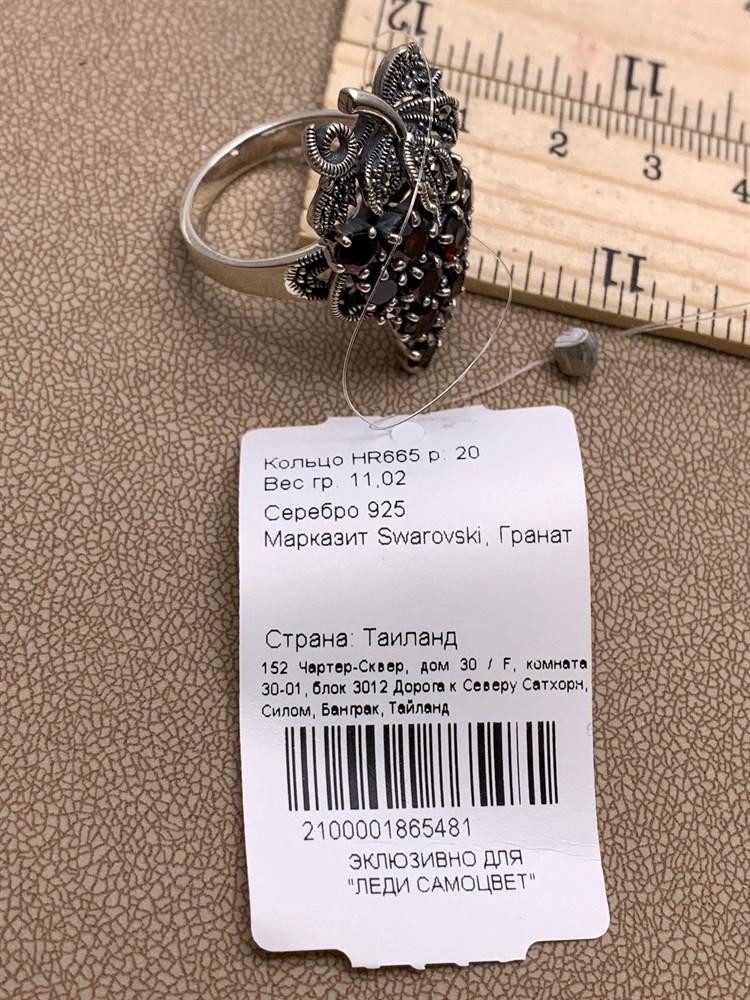 12
11
1
2
3
4
11
Кольцо HR665 р: 20
Вес гр. 11,02
Серебро 925
Марказит Swarovski, Гранат
Страна: Таиланд
152 Чартер-Сквер, дом 30 / F, комната
30-01, блок 3012 Дорога к Северу Сатхорн,
Силом, Банграк, Тайланд
2100001865481
ЭКЛЮЗИВНО ДЛЯ
"ЛЕДИ САМОЦВЕТ"